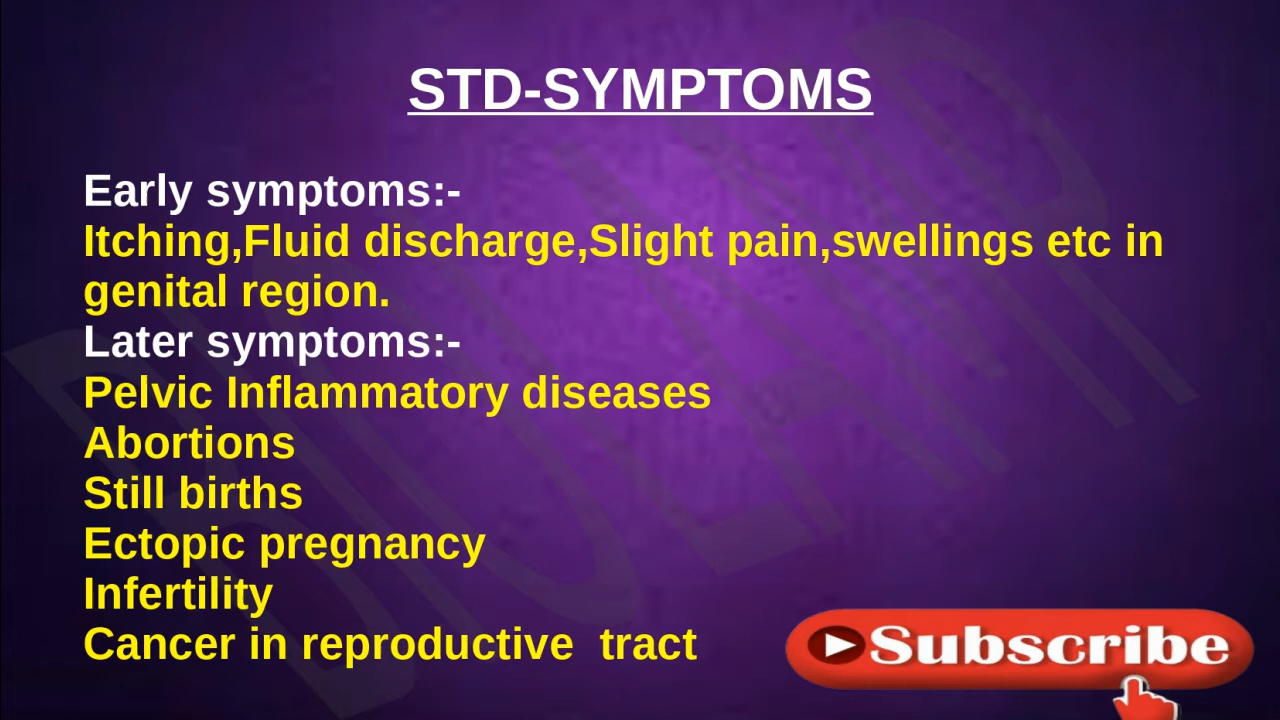 STD-SYMPTOMS
Early symptoms:-
Itching,Fluid discharge,Slight pain,swellings etc in
genital region.
Later symptoms:-
Pelvic Inflammatory diseases
Abortions
Still births
Ectopic pregnancy
Infertility
Cancer in reproductive  tract
Subscribe